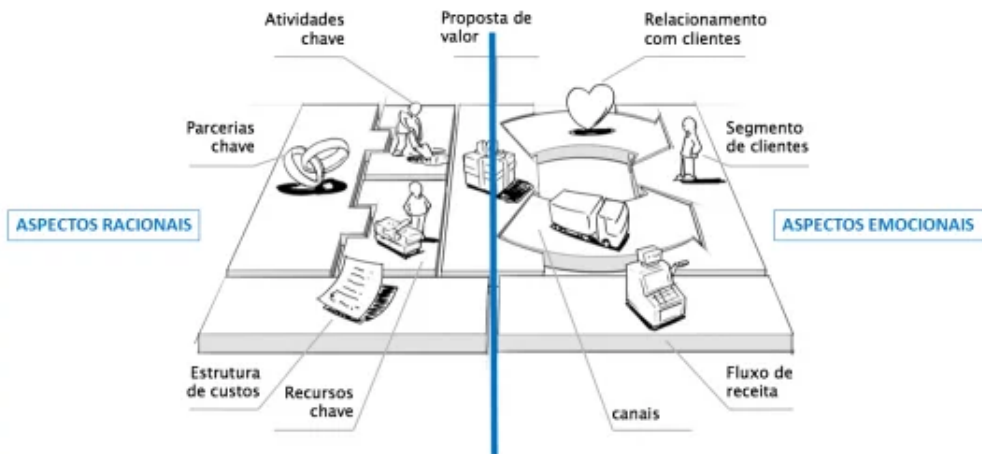 Atividades
chave
Proposta de
valor
Relacionamento
com clientes
Parcerias
chave
Segmento
de clientes
ASPECTOS RACIONAIS
ASPECTOS EMOCIONAIS
Estrutura
de custos
Recursos
chave
canais
Fluxo de
receita